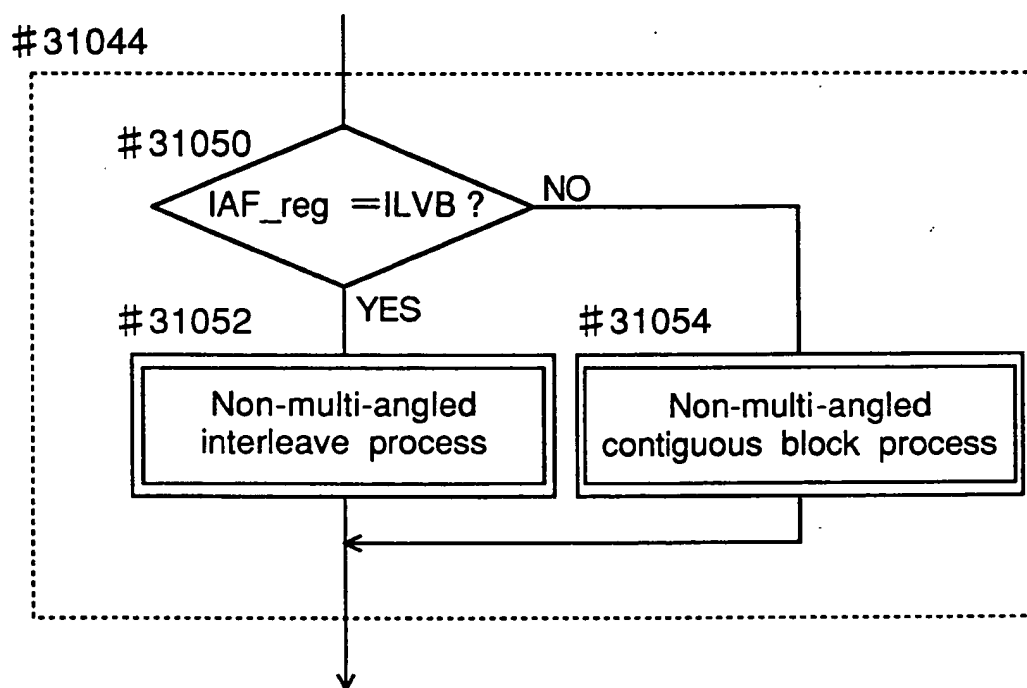 #31044
#31050
IAF_reg =ILVB ?
NO
YES
#31052
#31054
Non-multi-angled
interleave process
Non-multi-angled
contiguous block process